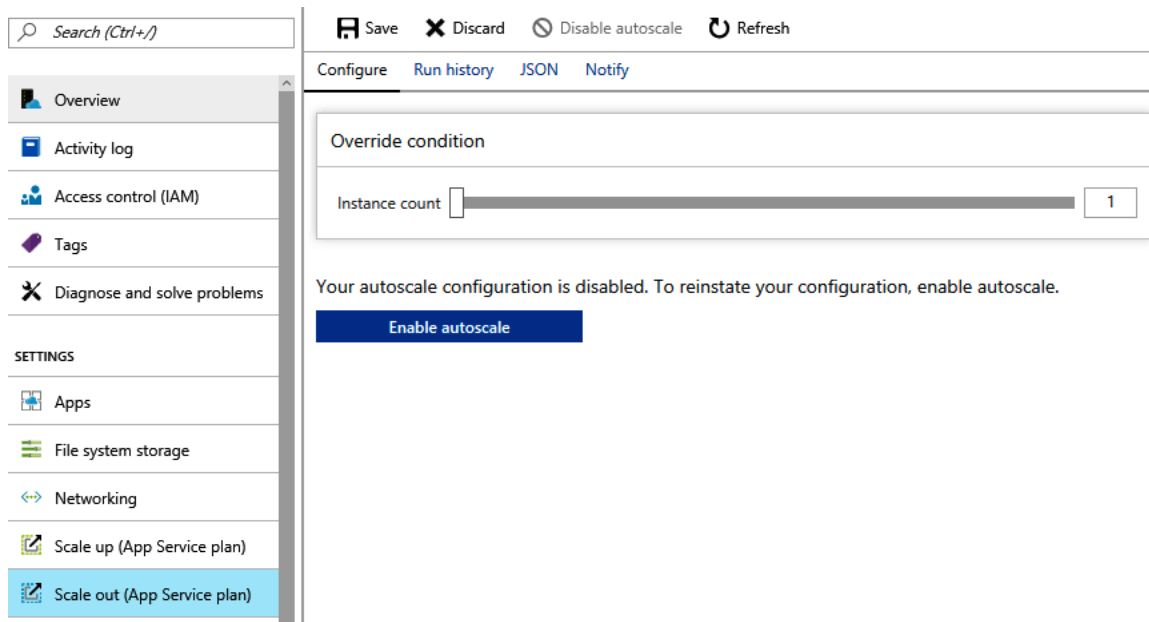 Search (Ctrl+/)
Overview
Activity log
Access control (IAM)
Tags
Diagnose and solve problems
SETTINGS
Apps
File system storage
Networking
Scale up (App Service plan)
Scale out (App Service plan)
Save Discard Disable autoscale Refresh
Configure Run history JSON Notify
Override condition
Instance count 1
Your autoscale configuration is disabled. To reinstate your configuration, enable autoscale.
Enable autoscale